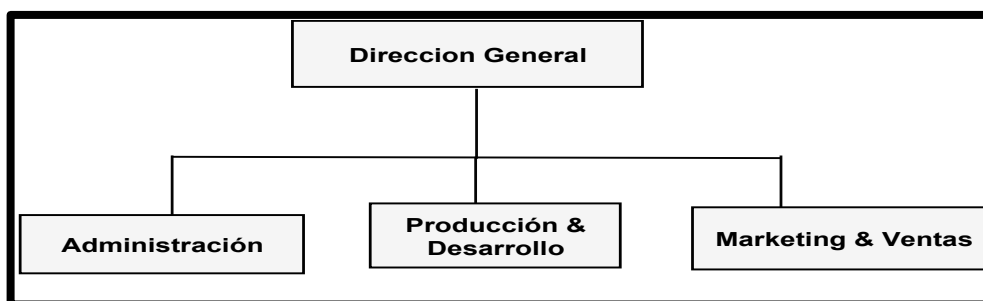 Direccion General
Administración
Producción &
Desarrollo
Marketing & Ventas